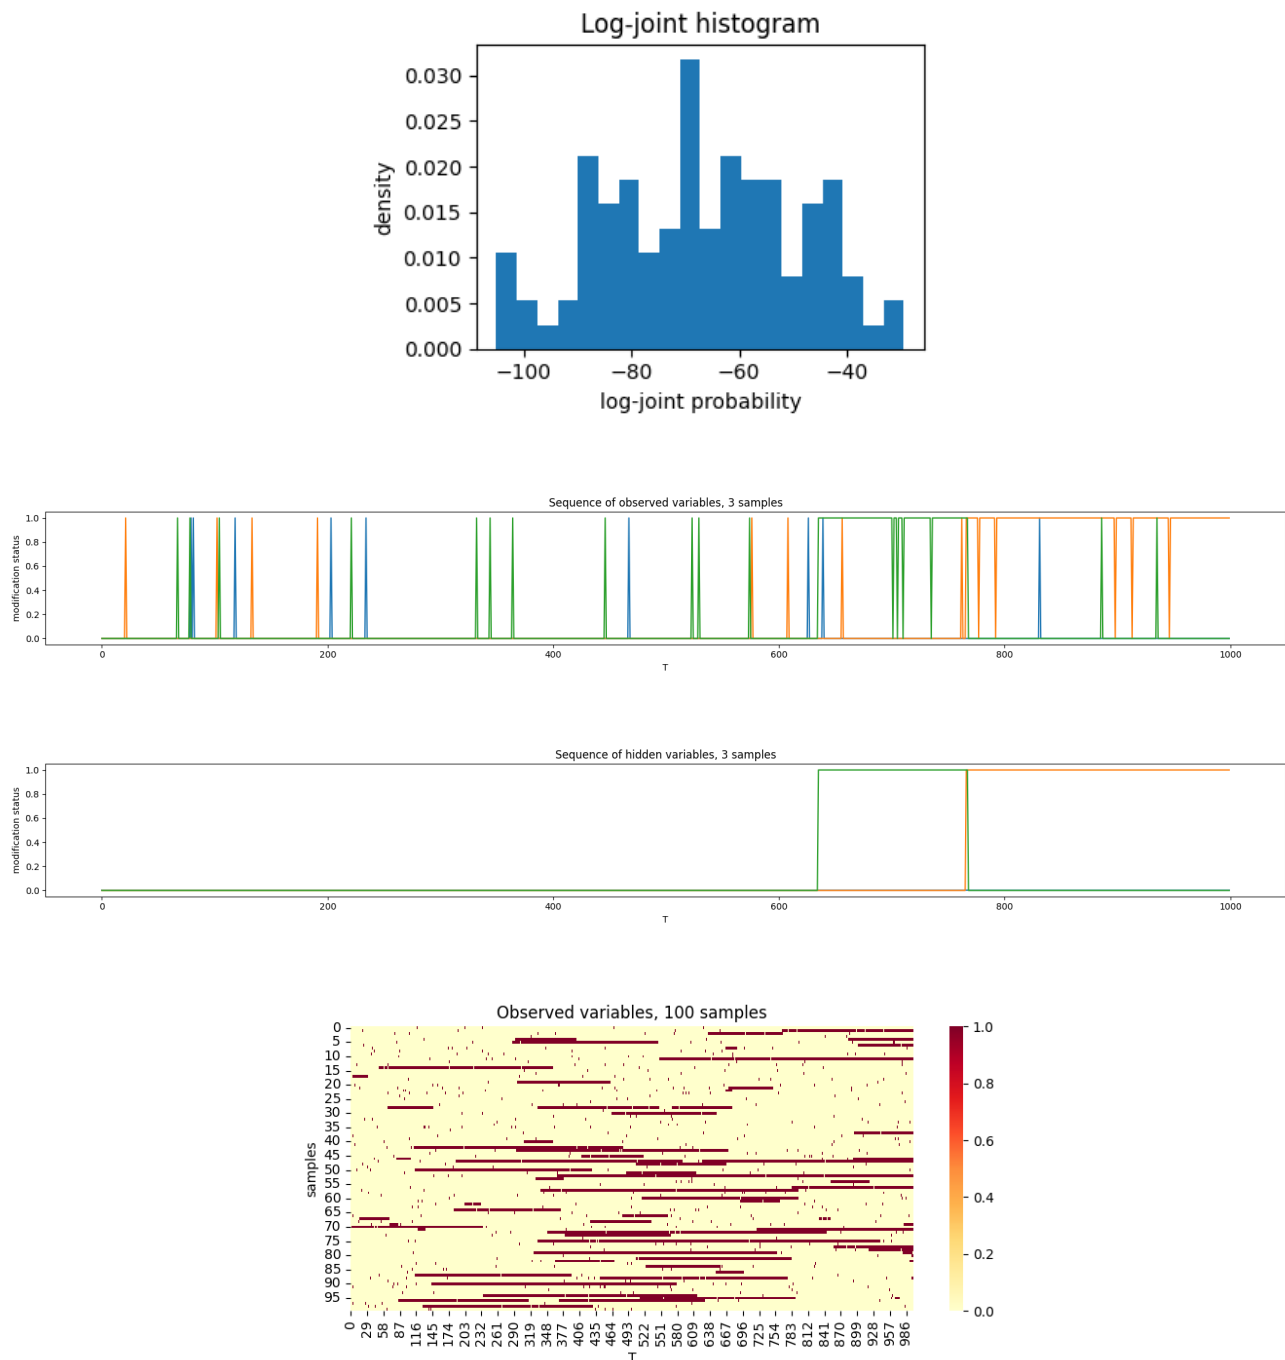 Log-joint histogram
0.030
0.025
0.020
0.015
0.010
0.005
0.000
density
−100 −80 −60 −40
log-joint probability
Sequence of observed variables, 3 samples
1.0
0.8
0.6
0.4
0.2
0.0
modification status
0 200 400 600 800 1000
T
Sequence of hidden variables, 3 samples
1.0
0.8
0.6
0.4
0.2
0.0
modification status
0 200 400 600 800 1000
T
Observed variables, 100 samples
0
5
10
15
20
25
30
35
40
45
50
55
60
65
70
75
80
85
90
95
samples
0 29 58 87 116 145 174 203 232 261 290 319 348 377 406 435 464 493 522 551 580 609 638 667 696 725 754 783 812 841 870 899 928 957 986
T
1.0
0.8
0.6
0.4
0.2
0.0